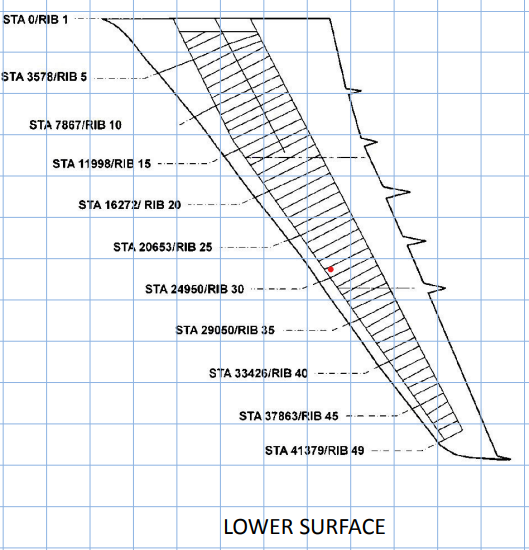 STA 0/RIB 1
STA 3578/RIB 5
STA 7867/RIB 10
STA 11998/RIB 15
STA 16272/ RIB 20
STA 20653/RIB 25
STA 24950/RIB 30
STA 29050/RIB 35
STA 33426/RIB 40
STA 37863/RIB 45
STA 41379/RIB 49
LOWER SURFACE